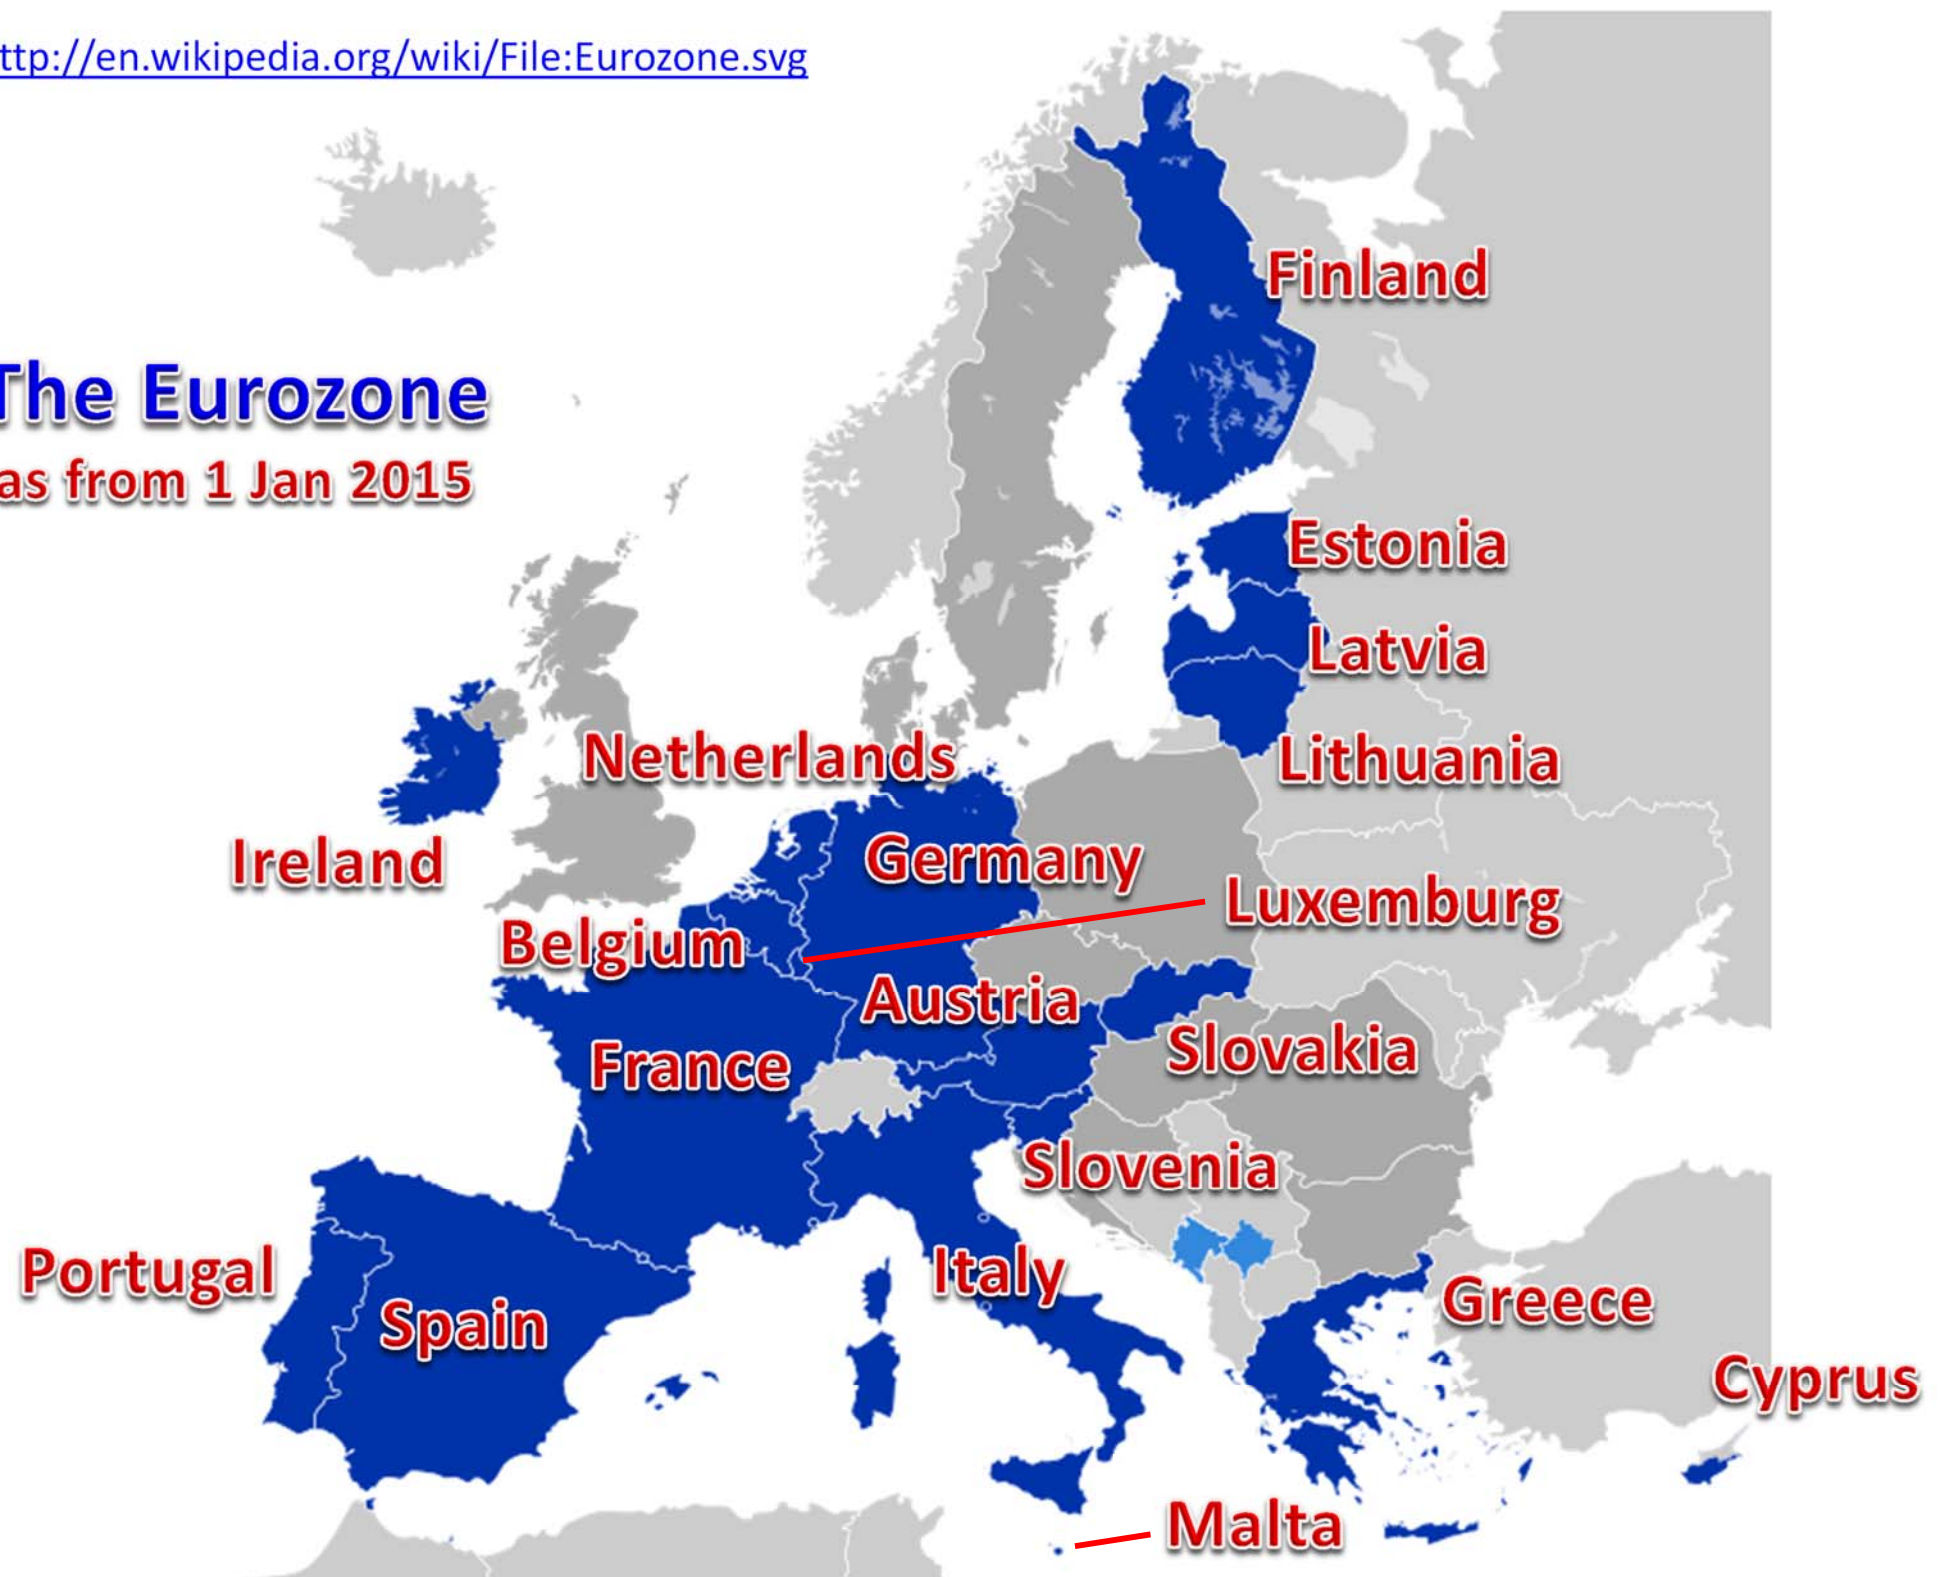 ttp://en.wikipedia.org/wiki/File:Eurozone.svg
The Eurozone
as from 1 Jan 2015
Finland
Estonia
Latvia
Lithuania
Netherlands
Ireland
Germany
Luxemburg
Belgium
Austria
Slovakia
France
Slovenia
Portugal
Spain
Italy
Greece
Cyprus
Malta